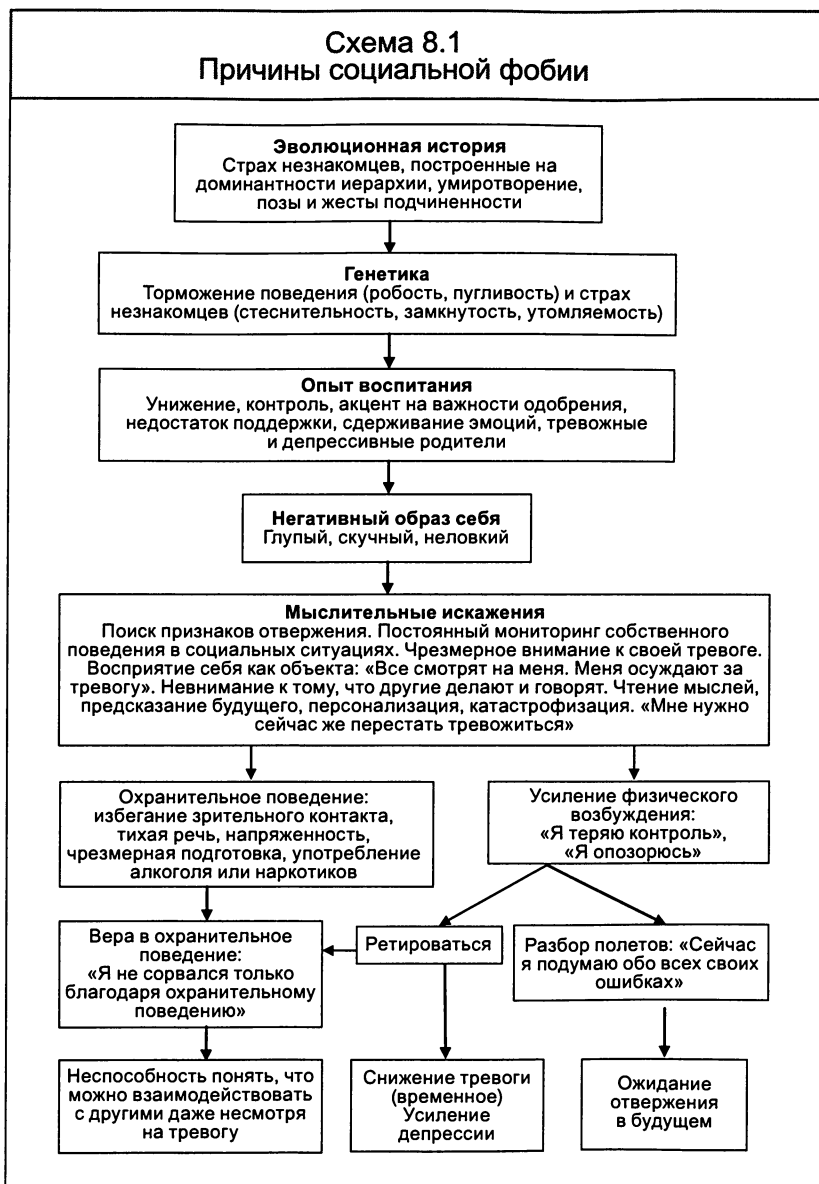 Схема 8.1
Причины социальной фобии
Эволюционная история
Страх незнакомцев, построенные на
доминантности иерархии, умиротворение,
позы и жесты подчиненности
Генетика
Торможение поведения (робость, пугливость) и страх
незнакомцев (стеснительность, замкнутость, утомляемость)
Опыт воспитания
Унижение, контроль, акцент на важности одобрения,
недостаток поддержки, сдерживание эмоций, тревожные
и депрессивные родители
Негативный образ себя
Глупый, скучный, неловкий
Мыслительные искажения
Поиск признаков отвержения. Постоянный мониторинг собственного
поведения в социальных ситуациях. Чрезмерное внимание к своей тревоге.
Восприятие себя как объекта: «Все смотрят на меня. Меня осуждают за
тревогу». Невнимание к тому, что другие делают и говорят. Чтение мыслей,
предсказание будущего, персонализация, катастрофизация. «Мне нужно
сейчас же перестать тревожиться»
Охранительное поведение:
избегание зрительного контакта,
тихая речь, напряженность,
чрезмерная подготовка, употребление
алкоголя или наркотиков
Усиление физического
возбуждения:
«Я теряю контроль»,
«Я опозорюсь»
Вера в охранительное
поведение:
«Я не сорвался только
благодаря охранительному
поведению»
Ретироваться
Разбор полетов: «Сейчас
я подумаю обо всех своих
ошибках»
Неспособность понять, что
можно взаимодействовать
с другими даже несмотря
на тревогу
Снижение тревоги
(временное)
Усиление
депрессии
Ожидание
отвержения
в будущем